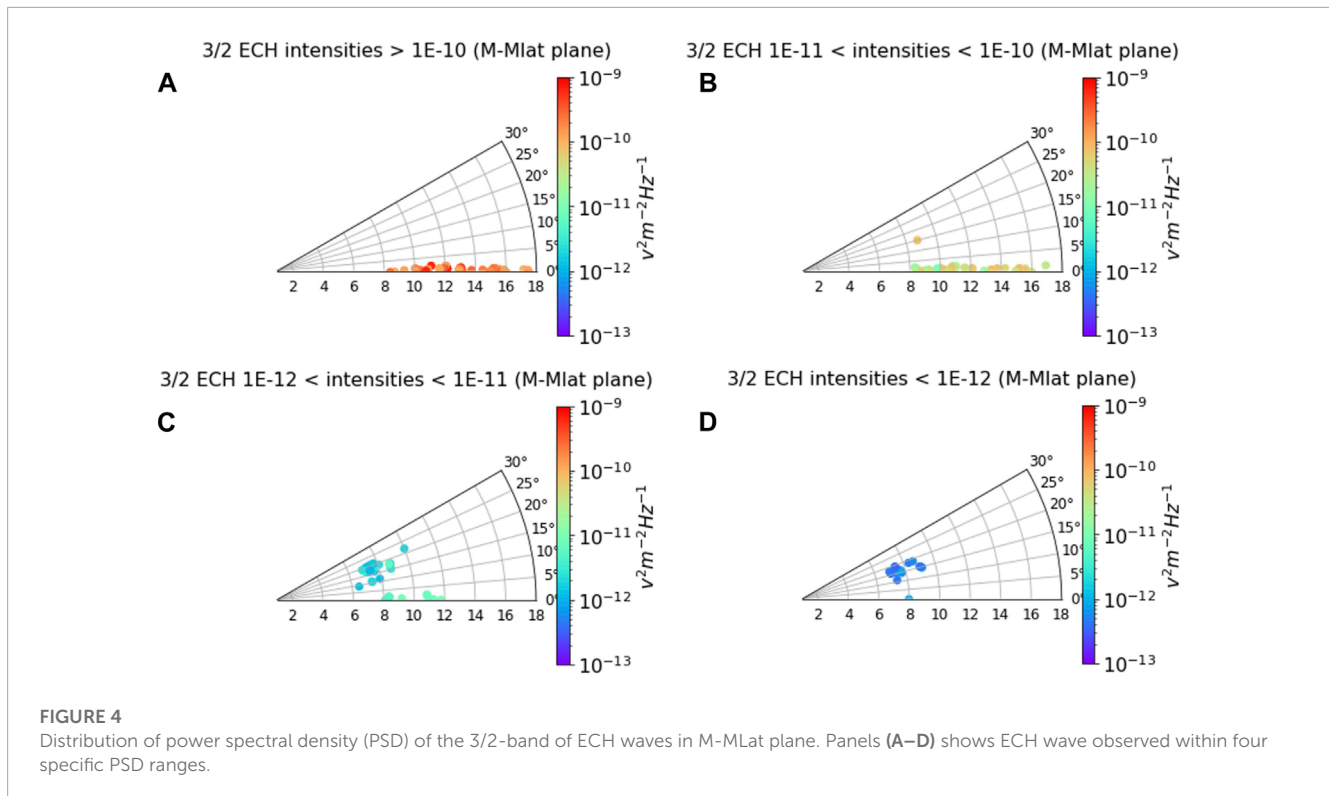 3/2 ECH intensities > 1E-10 (M-Mlat plane)
A
30°
25°
20°
15°
10°
5°
0°
2 4 6 8 10 12 14 16 18
10⁻⁹
10⁻¹⁰
10⁻¹¹
10⁻¹²
10⁻¹³
v²m⁻²Hz⁻¹
3/2 ECH 1E-11 < intensities < 1E-10 (M-Mlat plane)
B
30°
25°
20°
15°
10°
5°
0°
2 4 6 8 10 12 14 16 18
10⁻⁹
10⁻¹⁰
10⁻¹¹
10⁻¹²
10⁻¹³
v²m⁻²Hz⁻¹
3/2 ECH 1E-12 < intensities < 1E-11 (M-Mlat plane)
C
30°
25°
20°
15°
10°
5°
0°
2 4 6 8 10 12 14 16 18
10⁻⁹
10⁻¹⁰
10⁻¹¹
10⁻¹²
10⁻¹³
v²m⁻²Hz⁻¹
3/2 ECH intensities < 1E-12 (M-Mlat plane)
D
30°
25°
20°
15°
10°
5°
0°
2 4 6 8 10 12 14 16 18
10⁻⁹
10⁻¹⁰
10⁻¹¹
10⁻¹²
10⁻¹³
v²m⁻²Hz⁻¹
FIGURE 4
Distribution of power spectral density (PSD) of the 3/2-band of ECH waves in M-MLat plane. Panels (A–D) shows ECH wave observed within four
specific PSD ranges.